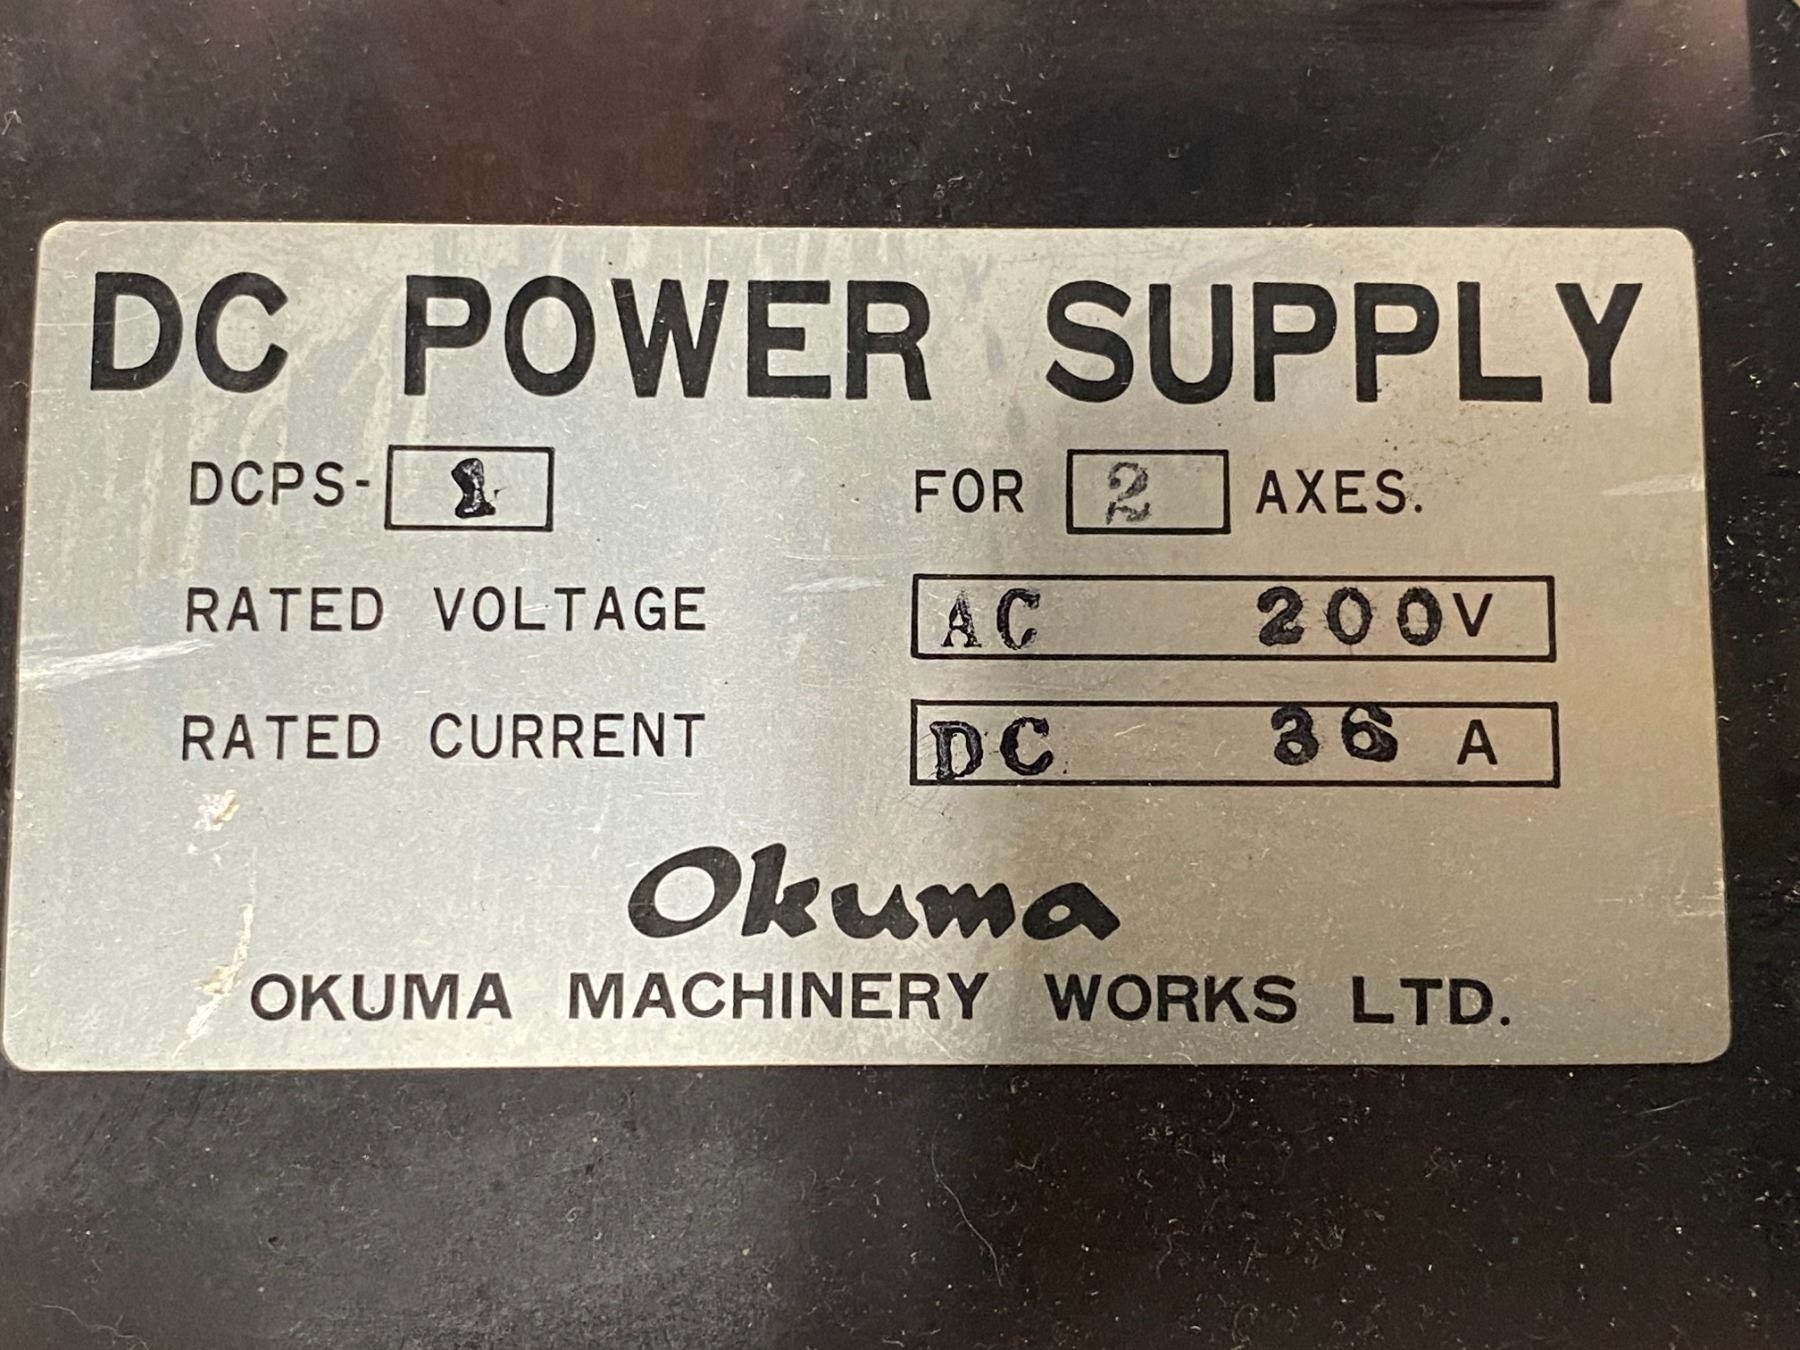 DC POWER SUPPLY
DCPS-1 FOR 2 AXES.
RATED VOLTAGE AC 200V
RATED CURRENT DC 36 A
Okuma
OKUMA MACHINERY WORKS LTD.